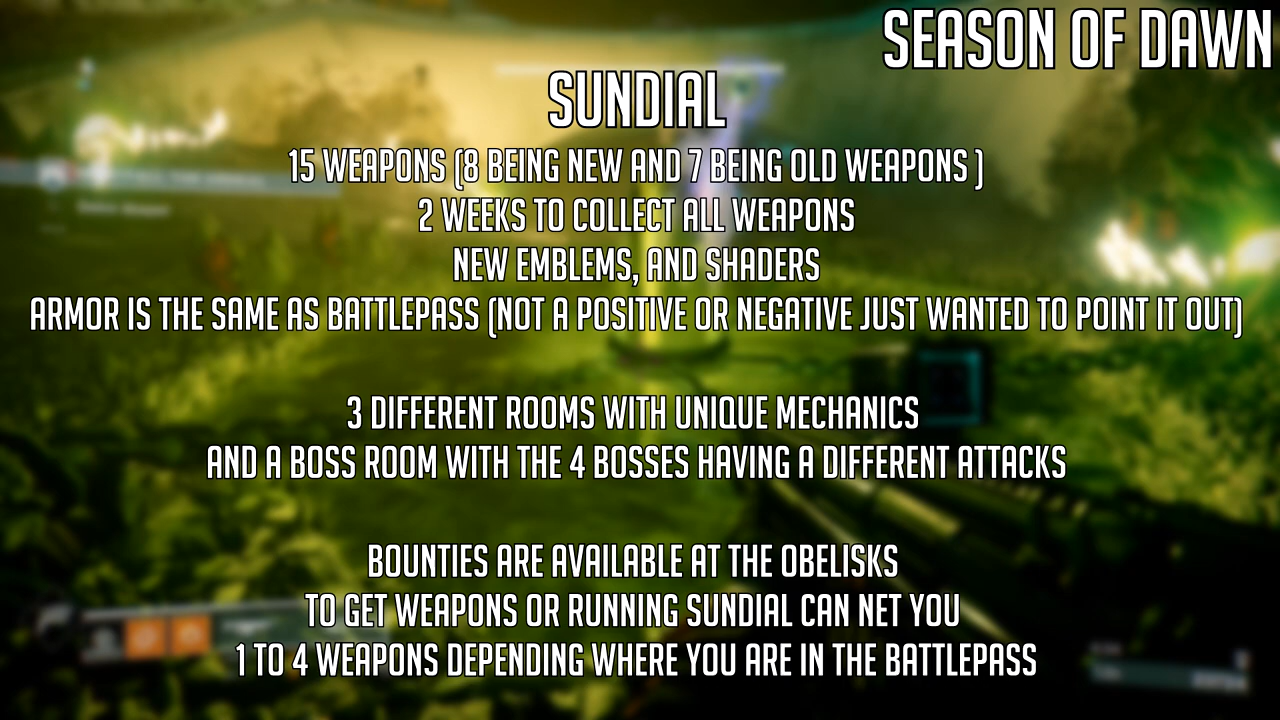 SEASON OF DAWN
SUNDIAL
15 WEAPONS (8 BEING NEW AND 7 BEING OLD WEAPONS )
2 WEEKS TO COLLECT ALL WEAPONS
NEW EMBLEMS, AND SHADERS
ARMOR IS THE SAME AS BATTLEPASS (NOT A POSITIVE OR NEGATIVE JUST WANTED TO POINT IT OUT)
3 DIFFERENT ROOMS WITH UNIQUE MECHANICS
AND A BOSS ROOM WITH THE 4 BOSSES HAVING A DIFFERENT ATTACKS
BOUNTIES ARE AVAILABLE AT THE OBELISKS
TO GET WEAPONS OR RUNNING SUNDIAL CAN NET YOU
1 TO 4 WEAPONS DEPENDING WHERE YOU ARE IN THE BATTLEPASS